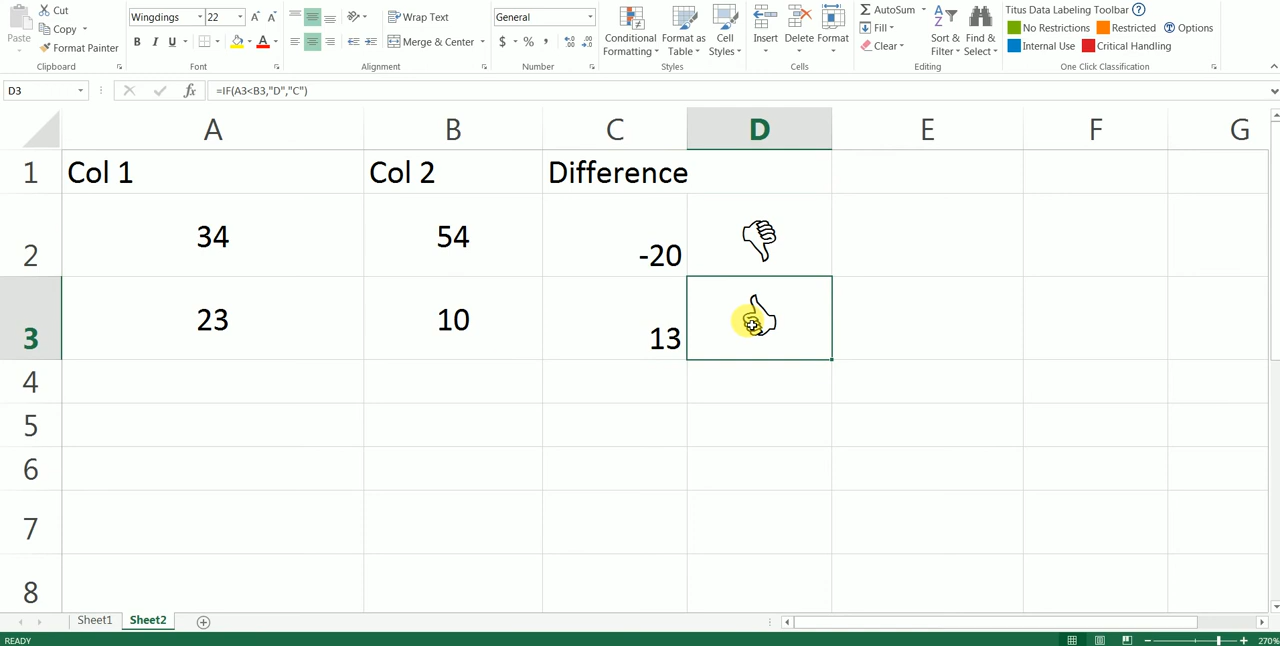 Cut
Copy
Format Painter
Paste
Clipboard
Wingdings 22 A A
B I U A
Font
Wrap Text
Merge & Center
Alignment
General
$ % , .00 .0
Number
Conditional Formatting
Format as Table
Cell Styles
Styles
Insert Delete Format
Cells
AutoSum
Fill
Clear
Sort & Filter
Find & Select
Editing
Titus Data Labeling Toolbar ?
No Restrictions Restricted Options
Internal Use Critical Handling
One Click Classification
D3 fx =IF(A3<B3,"D","C")
A B C D E F G
1 Col 1 Col 2 Difference
2 34 54 -20
3 23 10 13
4
5
6
7
8
Sheet1 Sheet2
READY 270%